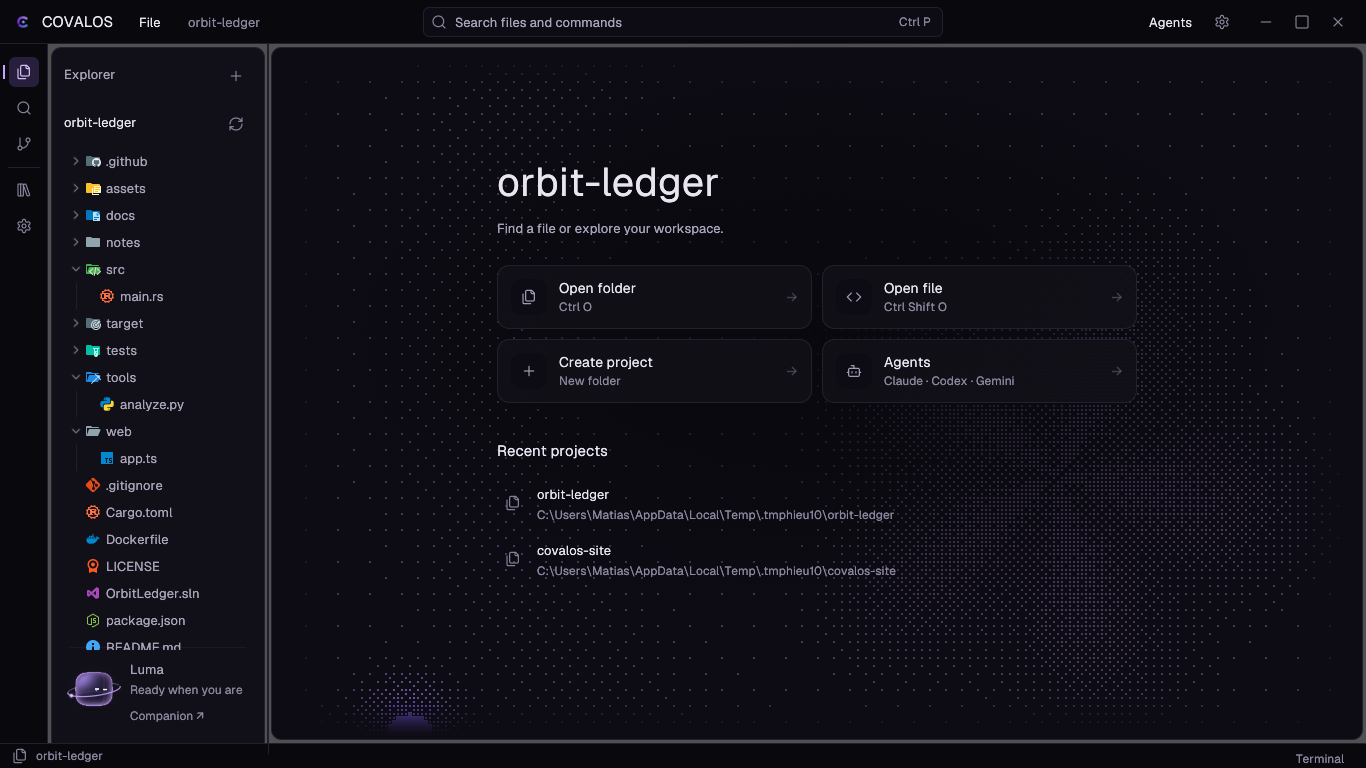 COVALOS File orbit-ledger
Search files and commands Ctrl P
Agents
Explorer
orbit-ledger
.github
assets
docs
notes
src
main.rs
target
tests
tools
analyze.py
web
TS app.ts
.gitignore
Cargo.toml
Dockerfile
LICENSE
OrbitLedger.sln
package.json
README.md
Luma
Ready when you are
Companion ↗
orbit-ledger
Find a file or explore your workspace.
Open folder
Ctrl O
Open file
Ctrl Shift O
Create project
New folder
Agents
Claude · Codex · Gemini
Recent projects
orbit-ledger
C:\Users\Matias\AppData\Local\Temp\.tmphieu10\orbit-ledger
covalos-site
C:\Users\Matias\AppData\Local\Temp\.tmphieu10\covalos-site
orbit-ledger
Terminal